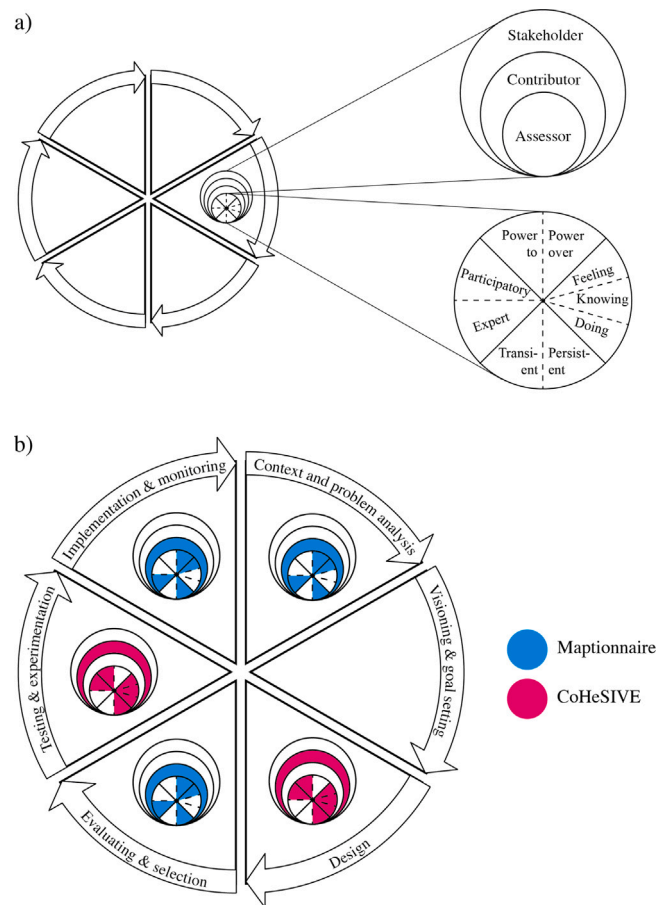 a)
Stakeholder
Contributor
Assessor
Power
to
Power
over
Participatory
Feeling
Knowing
Expert
Doing
Transi-
ent
Persist-
ent
b)
Implementation & monitoring
Context and problem analysis
Testing & experimentation
Visioning & goal setting
Maptionnaire
CoHeSIVE
Evaluating & selection
Design